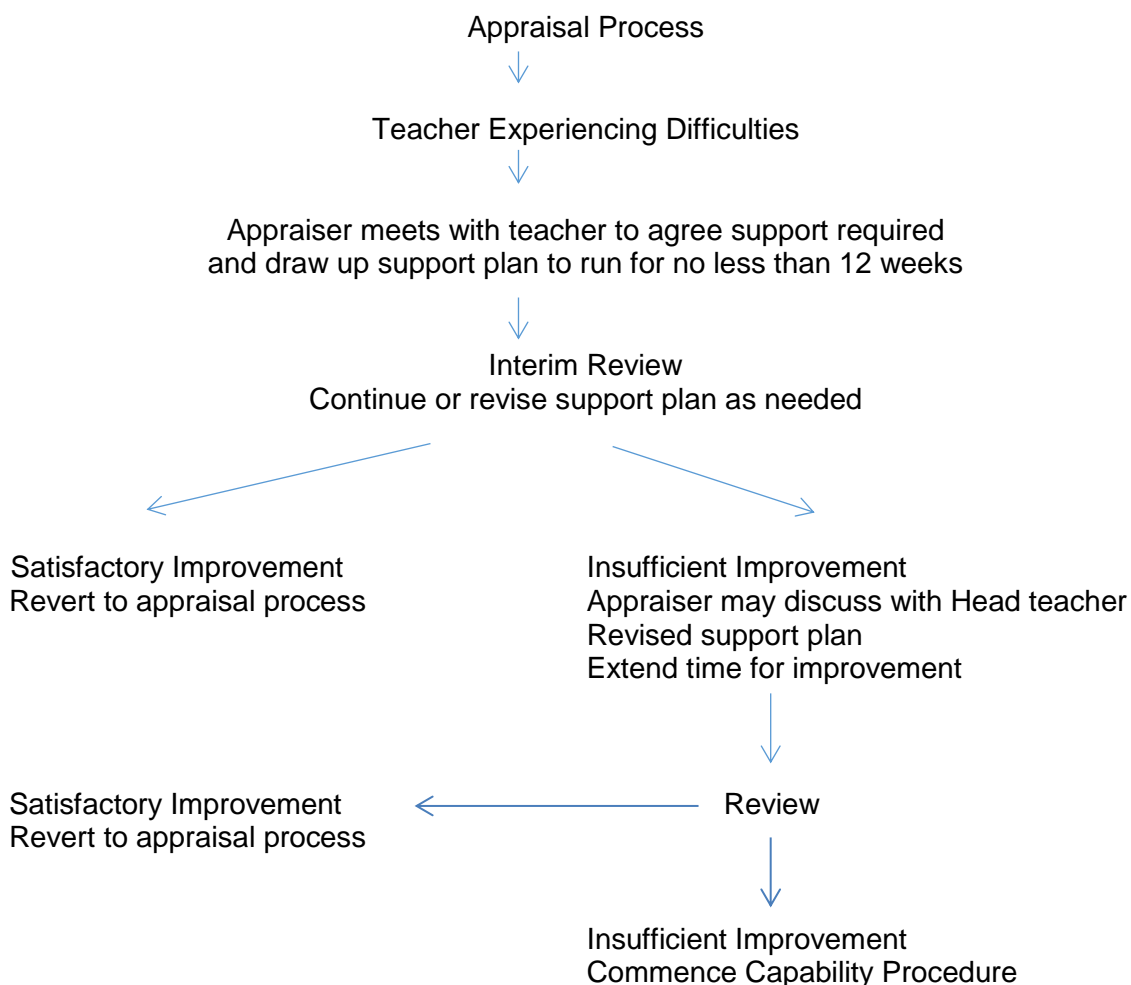 Appraisal Process
Teacher Experiencing Difficulties
Appraiser meets with teacher to agree support required
and draw up support plan to run for no less than 12 weeks
Interim Review
Continue or revise support plan as needed
Satisfactory Improvement
Revert to appraisal process
Insufficient Improvement
Appraiser may discuss with Head teacher
Revised support plan
Extend time for improvement
Satisfactory Improvement
Revert to appraisal process
Review
Insufficient Improvement
Commence Capability Procedure